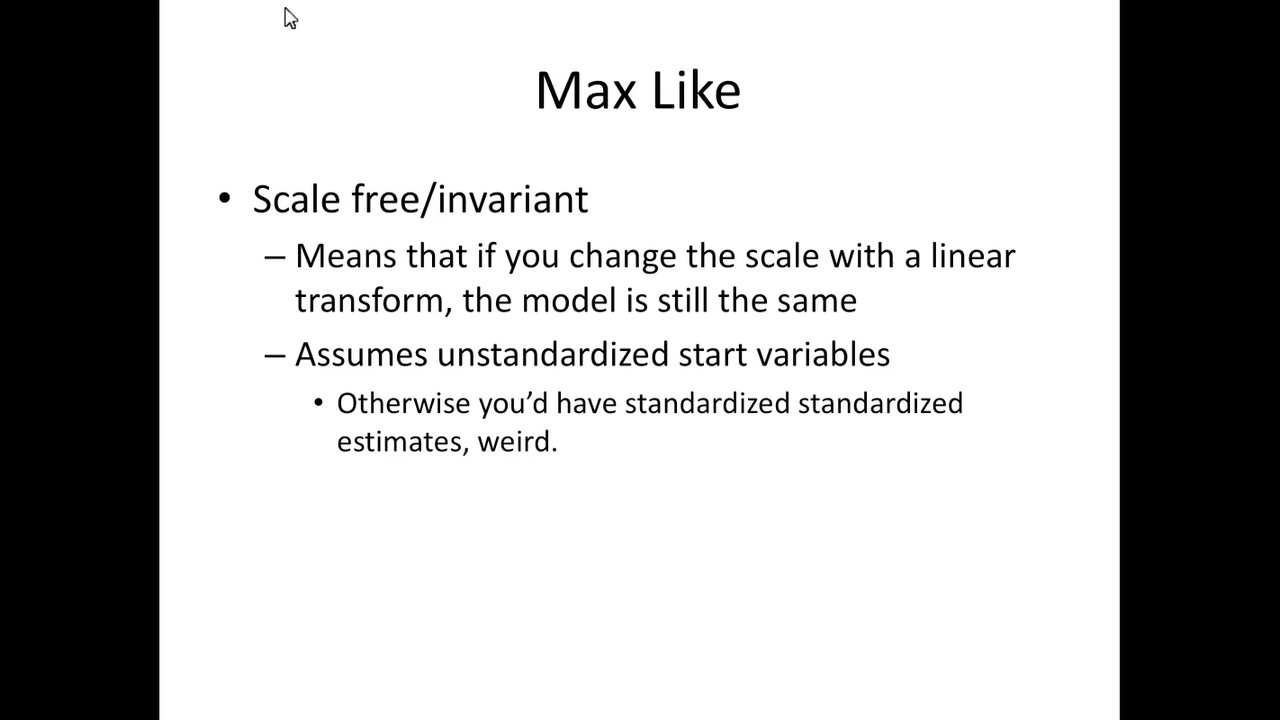 Max Like
• Scale free/invariant
– Means that if you change the scale with a linear
transform, the model is still the same
– Assumes unstandardized start variables
• Otherwise you’d have standardized standardized
estimates, weird.